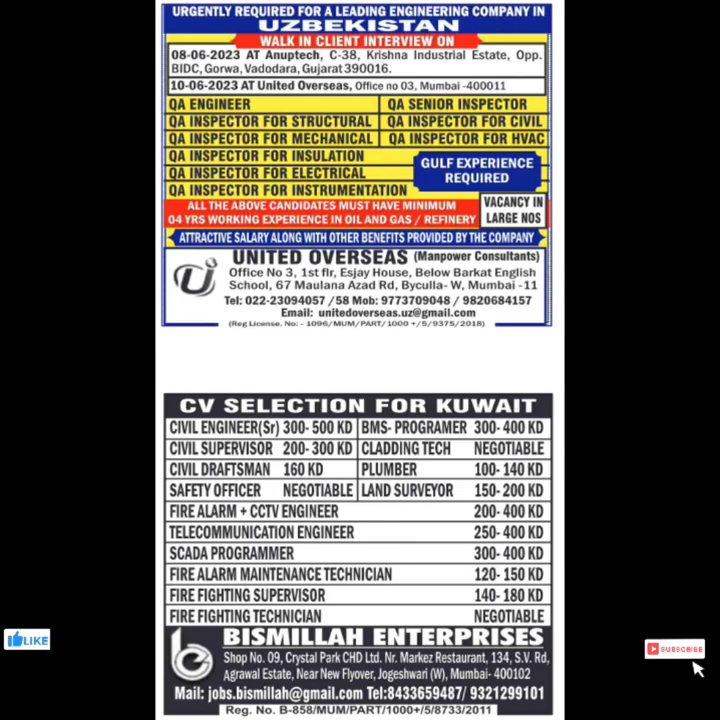 URGENTLY REQUIRED FOR A LEADING ENGINEERING COMPANY IN
UZBEKISTAN
WALK IN CLIENT INTERVIEW ON
08-06-2023 AT Anuptech, C-38, Krishna Industrial Estate, Opp.
BIDC, Gorwa, Vadodara, Gujarat 390016.
10-06-2023 AT United Overseas, Office no 03, Mumbai -400011
QA ENGINEER QA SENIOR INSPECTOR
QA INSPECTOR FOR STRUCTURAL QA INSPECTOR FOR CIVIL
QA INSPECTOR FOR MECHANICAL QA INSPECTOR FOR HVAC
QA INSPECTOR FOR INSULATION
QA INSPECTOR FOR ELECTRICAL
QA INSPECTOR FOR INSTRUMENTATION
GULF EXPERIENCE
REQUIRED
ALL THE ABOVE CANDIDATES MUST HAVE MINIMUM
04 YRS WORKING EXPERIENCE IN OIL AND GAS / REFINERY
VACANCY IN
LARGE NOS
ATTRACTIVE SALARY ALONG WITH OTHER BENEFITS PROVIDED BY THE COMPANY
UNITED OVERSEAS (Manpower Consultants)
Office No 3, 1st flr, Esjay House, Below Barkat English
School, 67 Maulana Azad Rd, Byculla- W, Mumbai -11
Tel: 022-23094057 /58 Mob: 9773709048 / 9820684157
Email: unitedoverseas.uz@gmail.com
(Reg License. No: - 1096/MUM/PART/1000 +/5/9375/2018)
CV SELECTION FOR KUWAIT
CIVIL ENGINEER(Sr) 300- 500 KD BMS- PROGRAMER 300- 400 KD
CIVIL SUPERVISOR 200- 300 KD CLADDING TECH NEGOTIABLE
CIVIL DRAFTSMAN 160 KD PLUMBER 100- 140 KD
SAFETY OFFICER NEGOTIABLE LAND SURVEYOR 150- 200 KD
FIRE ALARM + CCTV ENGINEER 200- 400 KD
TELECOMMUNICATION ENGINEER 250- 400 KD
SCADA PROGRAMMER 300- 400 KD
FIRE ALARM MAINTENANCE TECHNICIAN 120- 150 KD
FIRE FIGHTING SUPERVISOR 140- 180 KD
FIRE FIGHTING TECHNICIAN NEGOTIABLE
BISMILLAH ENTERPRISES
Shop No. 09, Crystal Park CHD Ltd. Nr. Markez Restaurant, 134, S.V. Rd,
Agrawal Estate, Near New Flyover, Jogeshwari (W), Mumbai- 400102
Mail: jobs.bismillah@gmail.com Tel:8433659487/ 9321299101
Reg. No. B-858/MUM/PART/1000+/5/8733/2011
LIKE
SUBSCRIBE